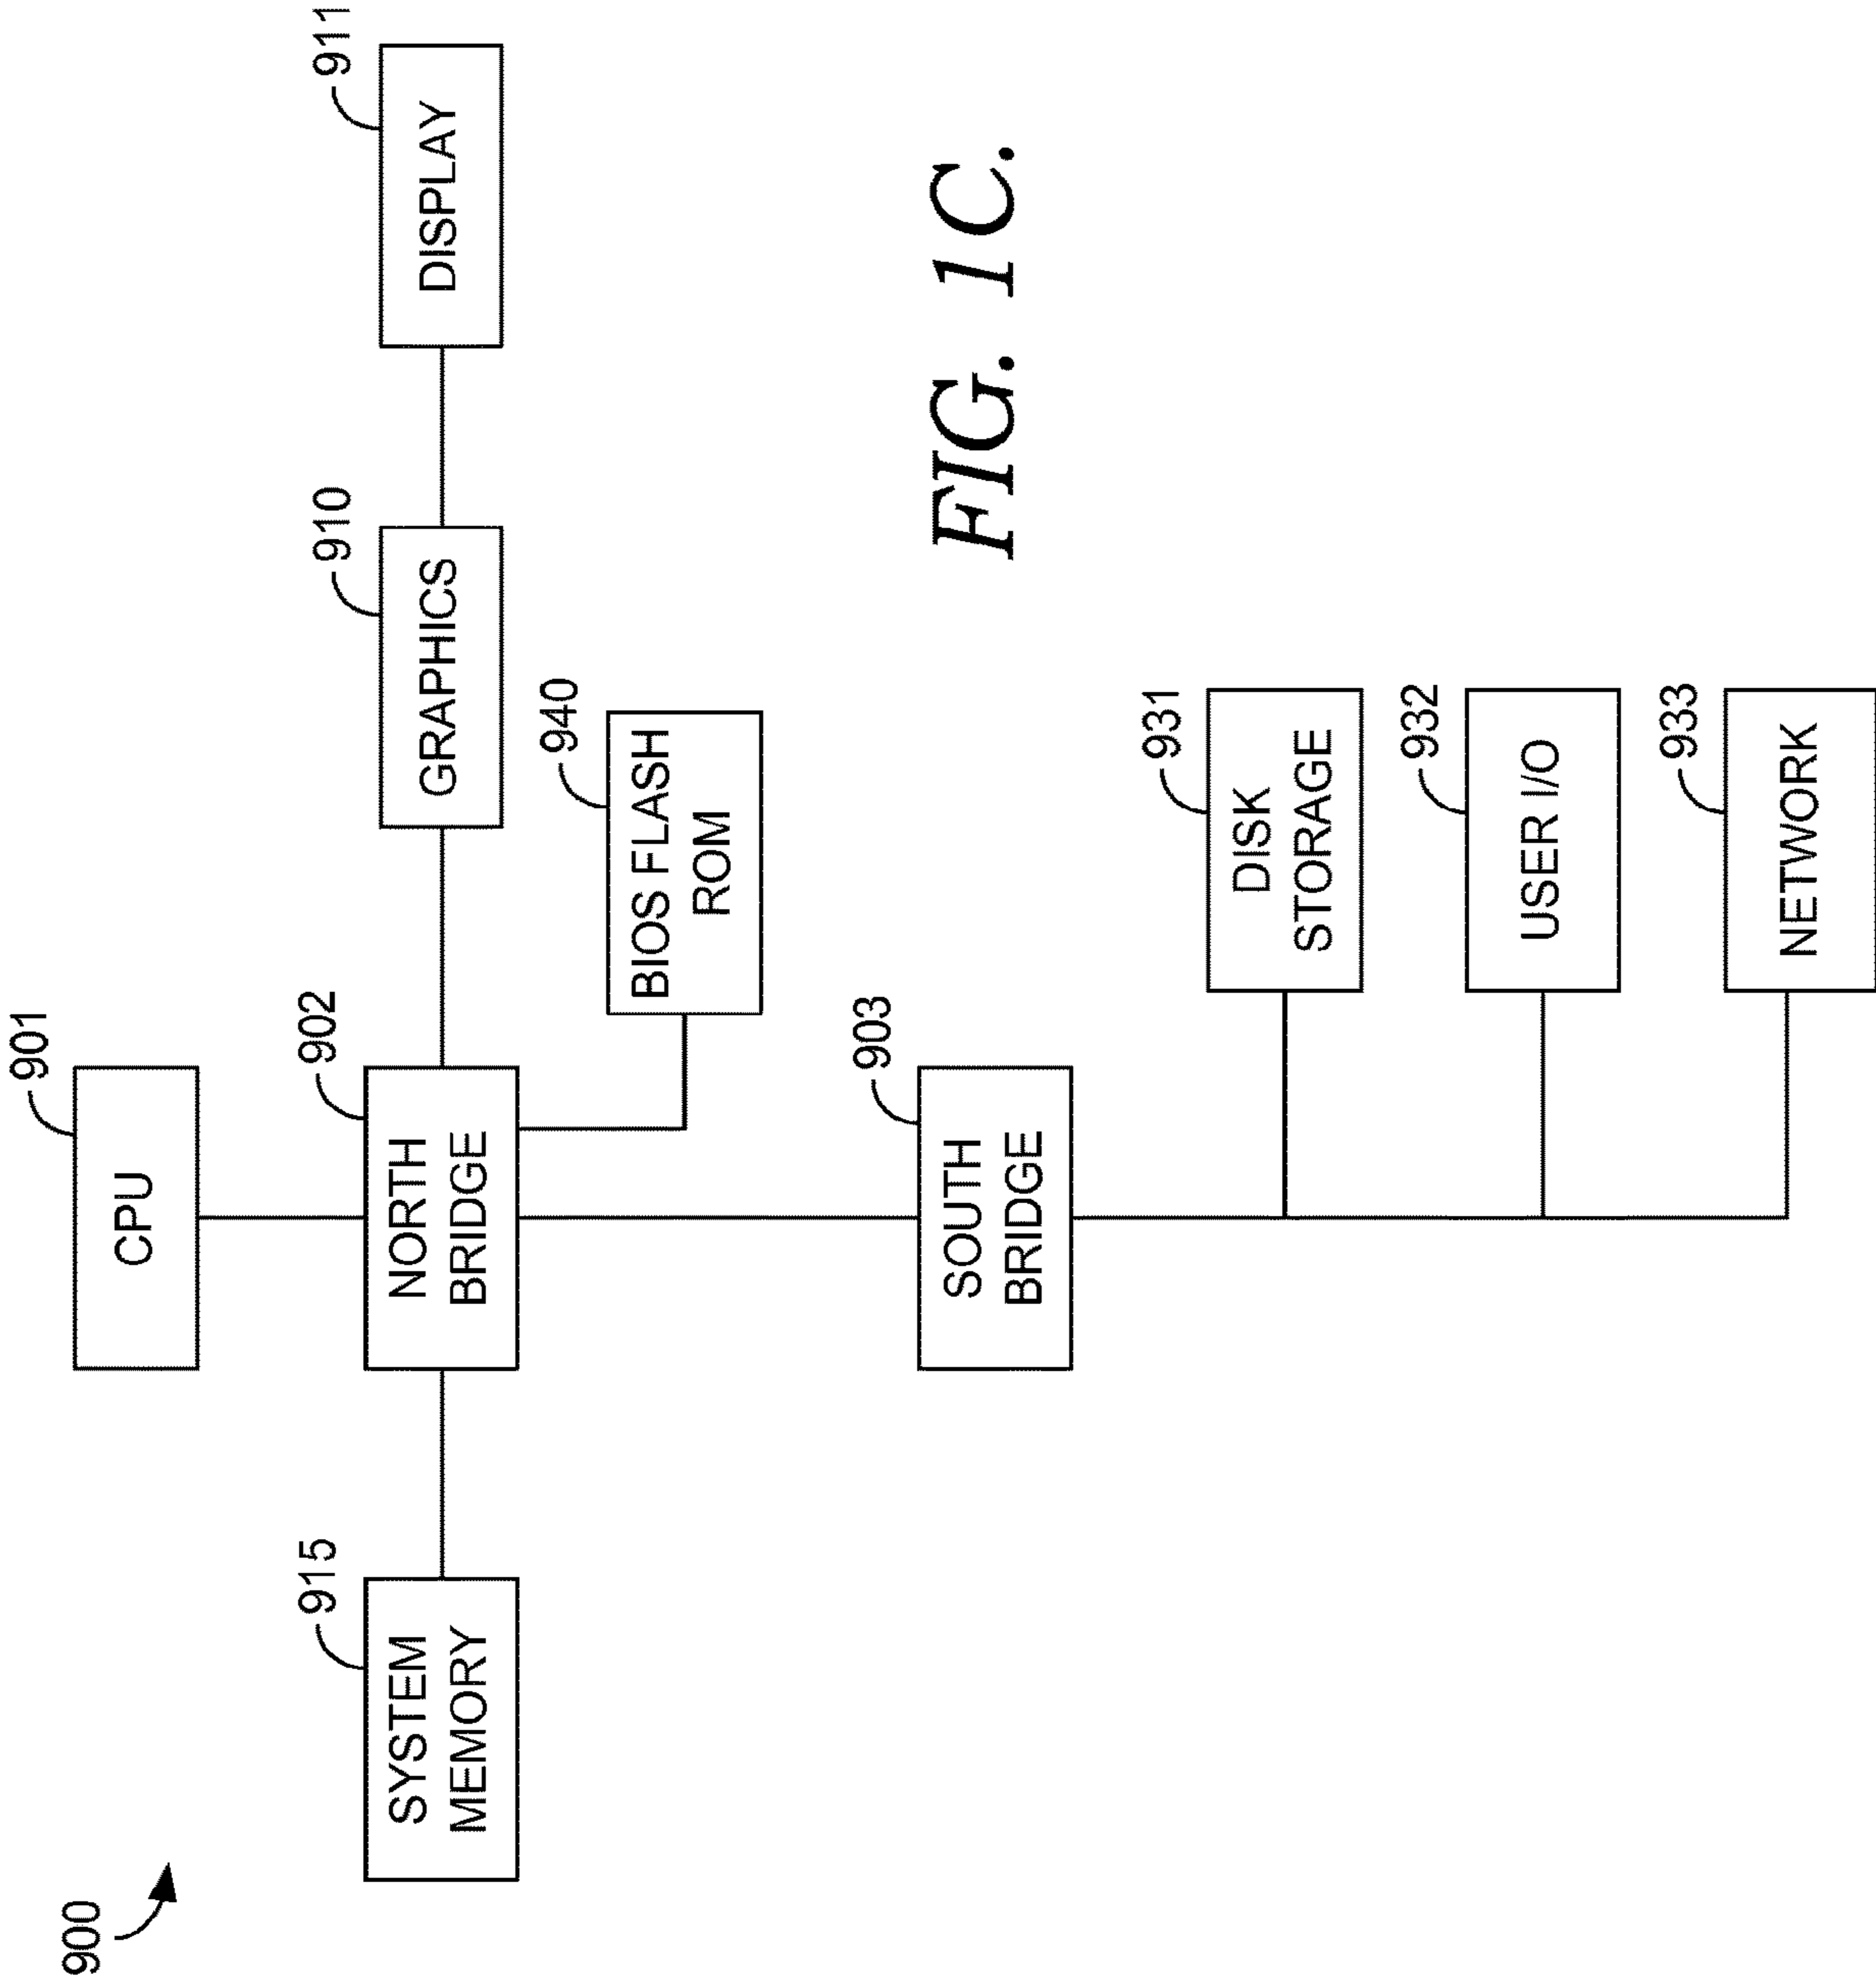 900
901
CPU
915
SYSTEM
MEMORY
902
NORTH
BRIDGE
910
GRAPHICS
911
DISPLAY
940
BIOS FLASH
ROM
903
SOUTH
BRIDGE
931
DISK
STORAGE
932
USER I/O
933
NETWORK
FIG. 1C.